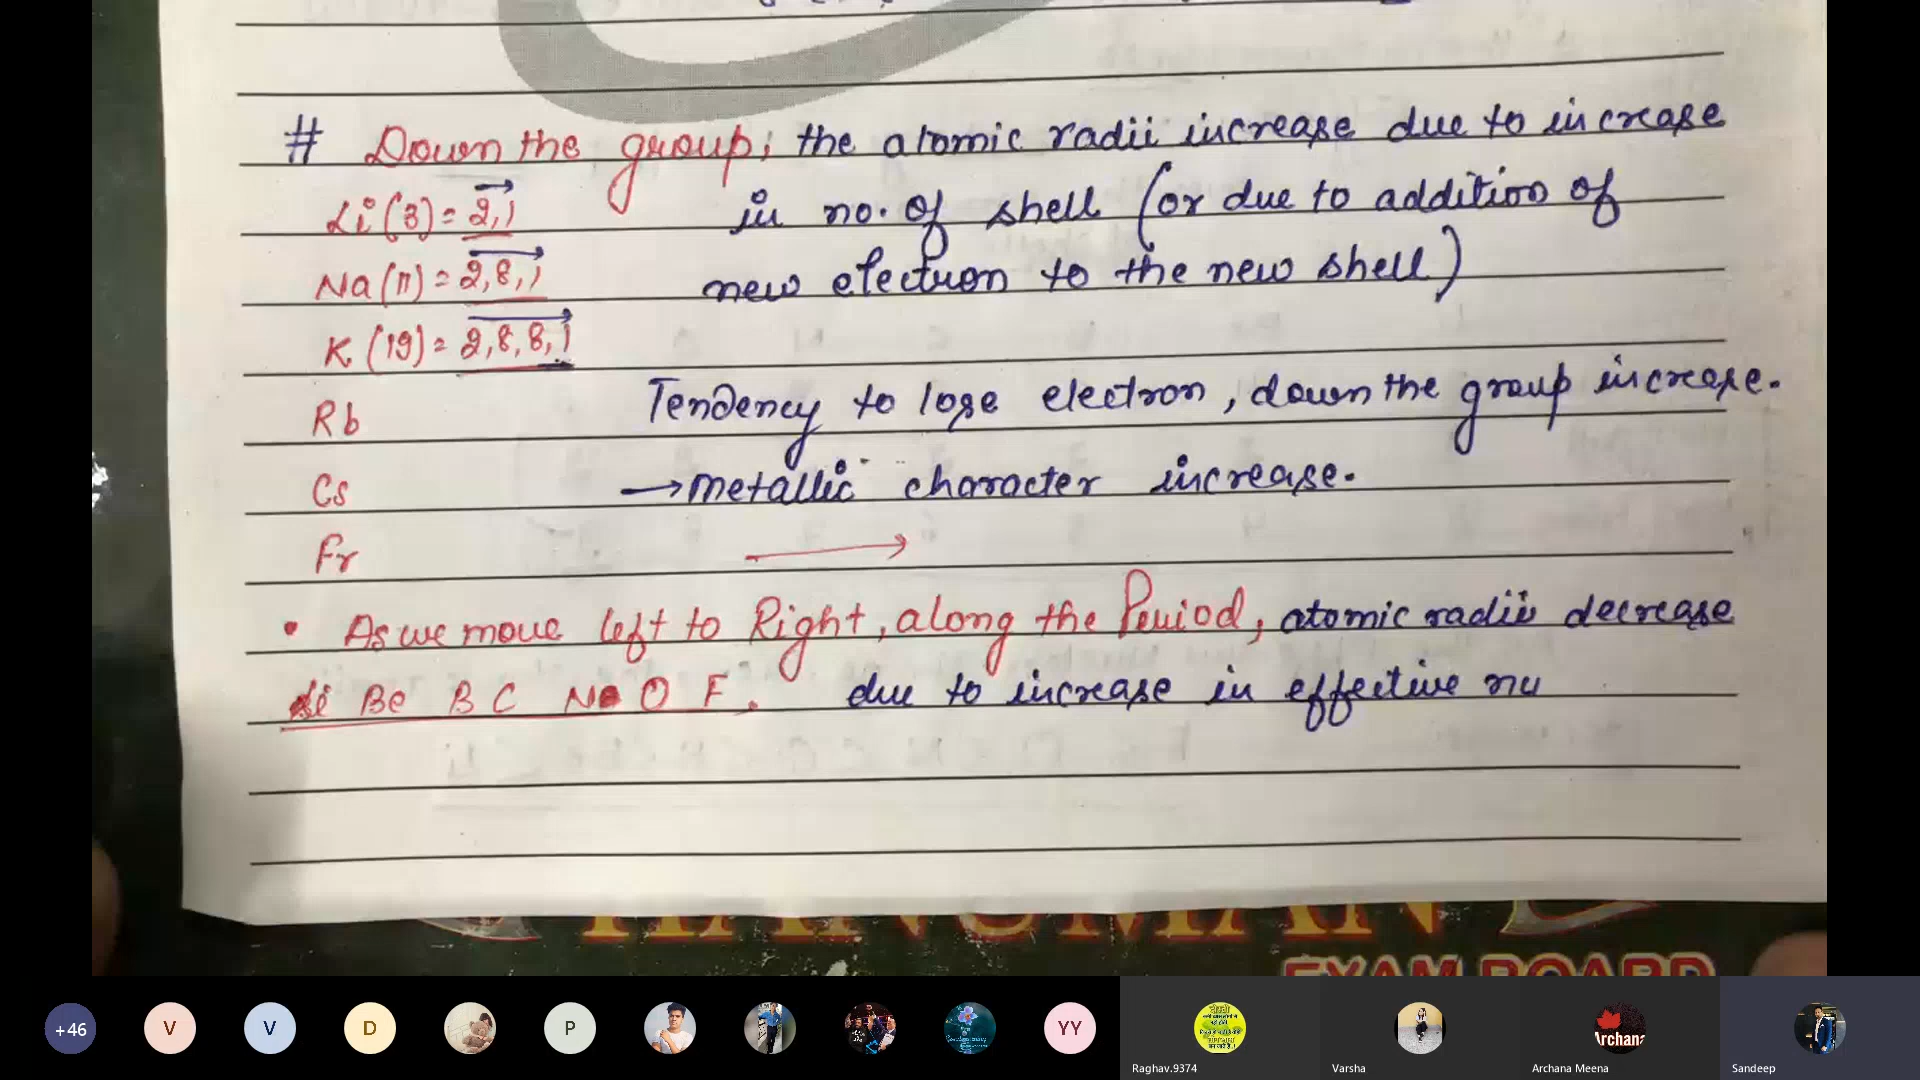 # Down the group; the atomic radii increase due to increase
Li (3) = 2,1 in no. of shell (or due to addition of
Na (11) = 2,8,1 new electron to the new shell)
K (19) = 2,8,8,1
Rb Tendency to lose electron, down the group increase.
Cs → metallic character increase.
Fr
• As we move left to Right, along the Period, atomic radii decrease
Li Be B C N O F. due to increase in effective nu
HANUMAN
EXAM BOARD
+46 V V D P YY
Raghav.9374 Varsha Archana Meena Sandeep